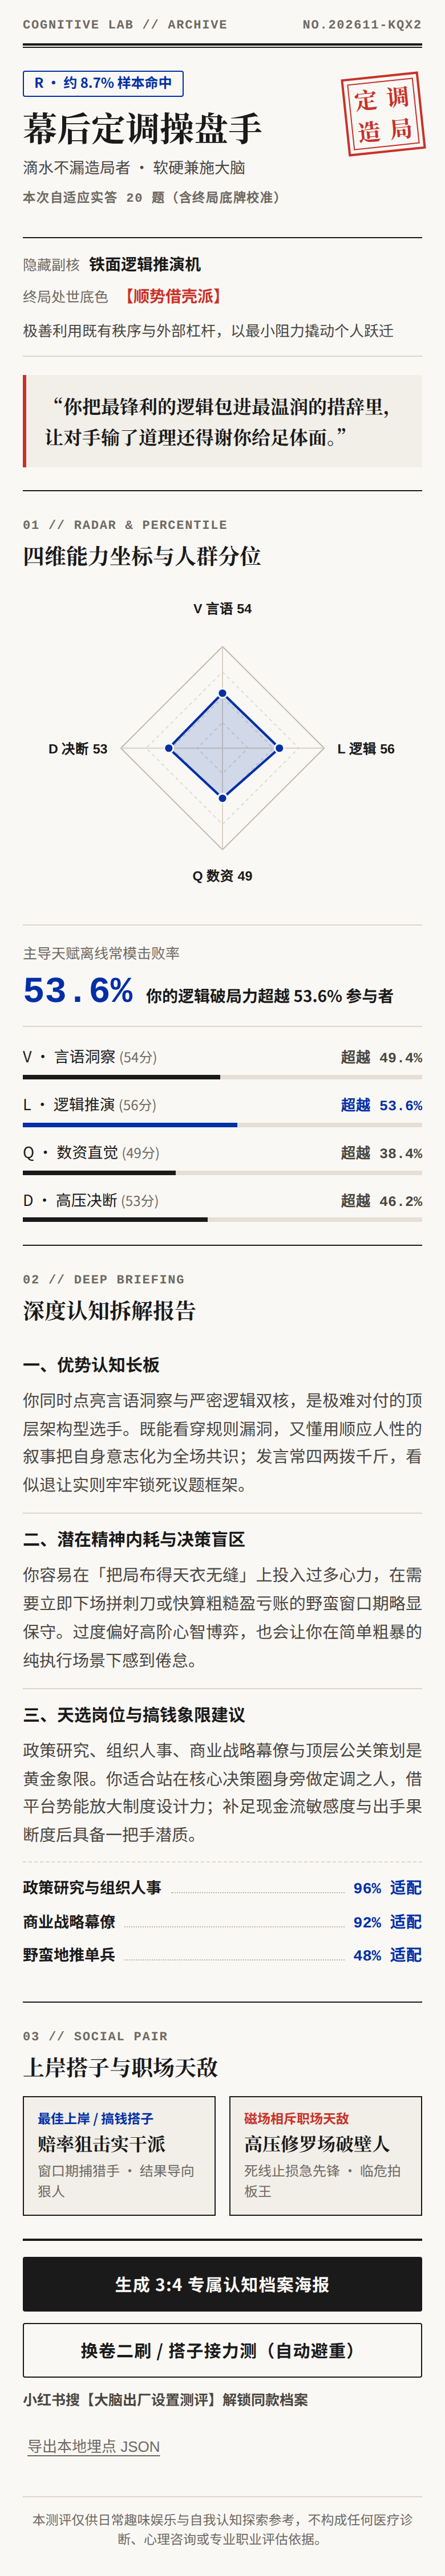 COGNITIVE LAB // ARCHIVE
NO.202611-KQX2
R · 约 8.7% 样本命中
幕后定调操盘手
滴水不漏造局者 · 软硬兼施大脑
本次自适应实答 20 题（含终局底牌校准）
定调
造局
隐藏副核 铁面逻辑推演机
终局处世底色 【顺势借壳派】
极善利用既有秩序与外部杠杆，以最小阻力撬动个人跃迁
“你把最锋利的逻辑包进最温润的措辞里，
让对手输了道理还得谢你给足体面。”
01 // RADAR & PERCENTILE
四维能力坐标与人群分位
V 言语 54
D 决断 53
L 逻辑 56
Q 数资 49
主导天赋离线常模击败率
53.6% 你的逻辑破局力超越 53.6% 参与者
V · 言语洞察 (54分) 超越 49.4%
L · 逻辑推演 (56分) 超越 53.6%
Q · 数资直觉 (49分) 超越 38.4%
D · 高压决断 (53分) 超越 46.2%
02 // DEEP BRIEFING
深度认知拆解报告
一、优势认知长板
你同时点亮言语洞察与严密逻辑双核，是极难对付的顶
层架构型选手。既能看穿规则漏洞，又懂用顺应人性的
叙事把自身意志化为全场共识；发言常四两拨千斤，看
似退让实则牢牢锁死议题框架。
二、潜在精神内耗与决策盲区
你容易在「把局布得天衣无缝」上投入过多心力，在需
要立即下场拼刺刀或快算粗糙盈亏账的野蛮窗口期略显
保守。过度偏好高阶心智博弈，也会让你在简单粗暴的
纯执行场景下感到倦怠。
三、天选岗位与搞钱象限建议
政策研究、组织人事、商业战略幕僚与顶层公关策划是
黄金象限。你适合站在核心决策圈身旁做定调之人，借
平台势能放大制度设计力；补足现金流敏感度与出手果
断度后具备一把手潜质。
政策研究与组织人事 96% 适配
商业战略幕僚 92% 适配
野蛮地推单兵 48% 适配
03 // SOCIAL PAIR
上岸搭子与职场天敌
最佳上岸 / 搞钱搭子
赔率狙击实干派
窗口期捕猎手 · 结果导向
狠人
磁场相斥职场天敌
高压修罗场破壁人
死线止损急先锋 · 临危拍
板王
生成 3:4 专属认知档案海报
换卷二刷 / 搭子接力测（自动避重）
小红书搜【大脑出厂设置测评】解锁同款档案
导出本地埋点 JSON
本测评仅供日常趣味娱乐与自我认知探索参考，不构成任何医疗诊
断、心理咨询或专业职业评估依据。